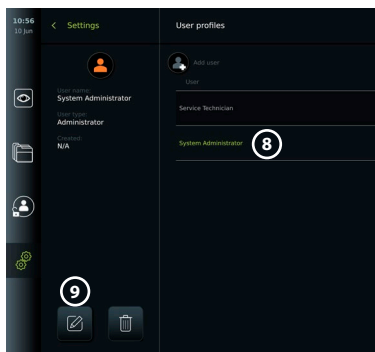 10:56
10 Jun
Settings
User name:
System Administrator
User type:
Administrator
Created:
N/A
9
User profiles
Add user
User
Service Technician
System Administrator
8